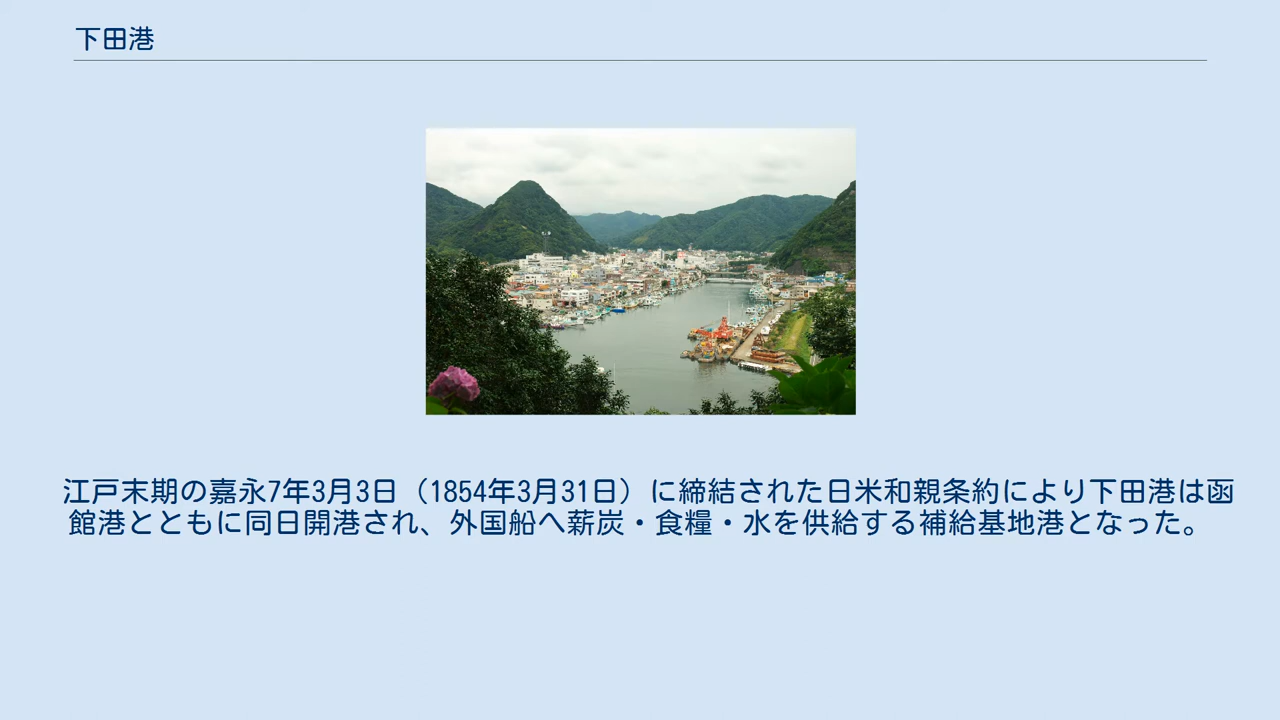 下田港
江戸末期の嘉永7年3月3日（1854年3月31日）に締結された日米和親条約により下田港は函
館港とともに同日開港され、外国船へ薪炭・食糧・水を供給する補給基地港となった。